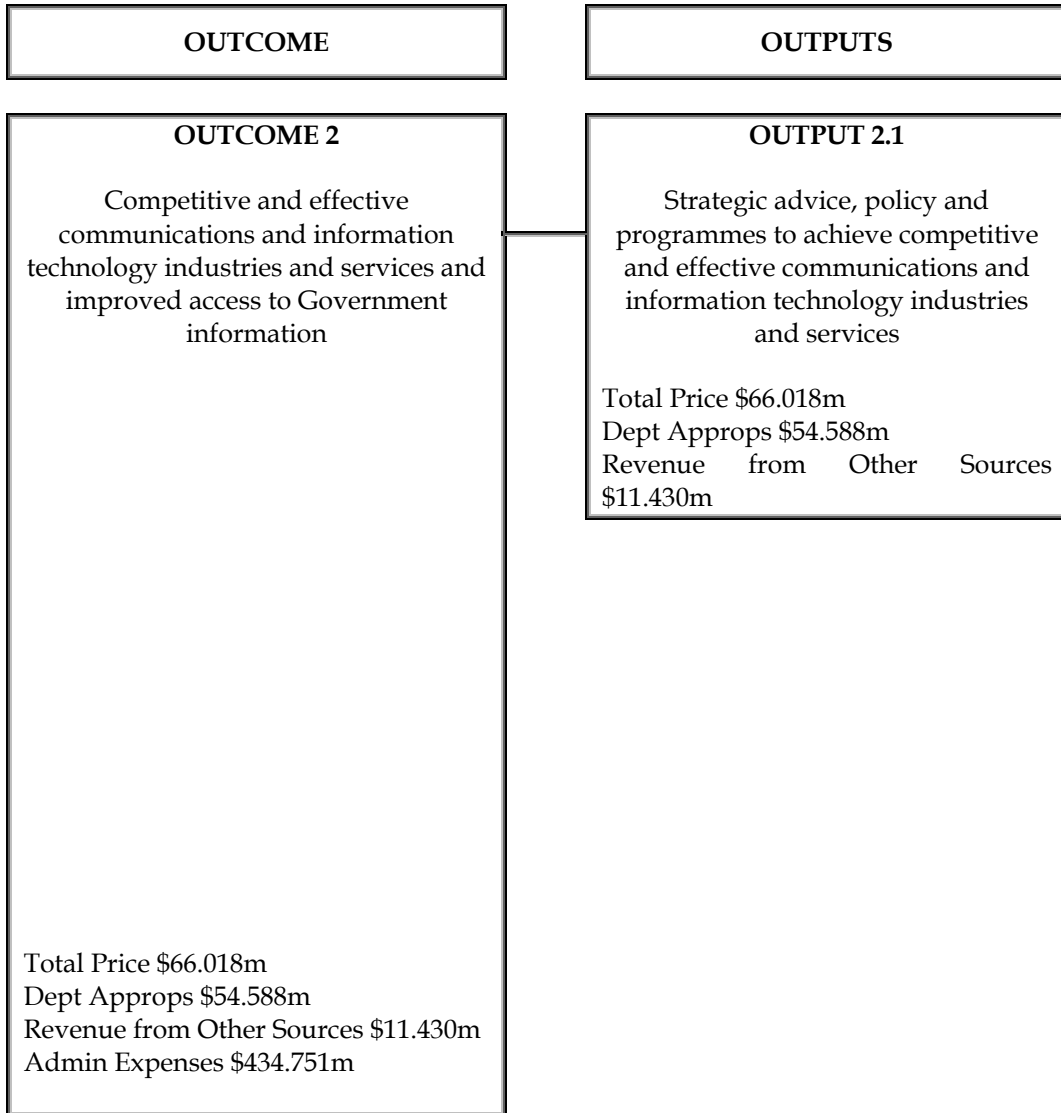 OUTCOME
OUTPUTS
OUTCOME 2
Competitive and effective
communications and information
technology industries and services and
improved access to Government
information
Total Price $66.018m
Dept Approps $54.588m
Revenue from Other Sources $11.430m
Admin Expenses $434.751m
OUTPUT 2.1
Strategic advice, policy and
programmes to achieve competitive
and effective communications and
information technology industries
and services
Total Price $66.018m
Dept Approps $54.588m
Revenue from Other Sources
$11.430m